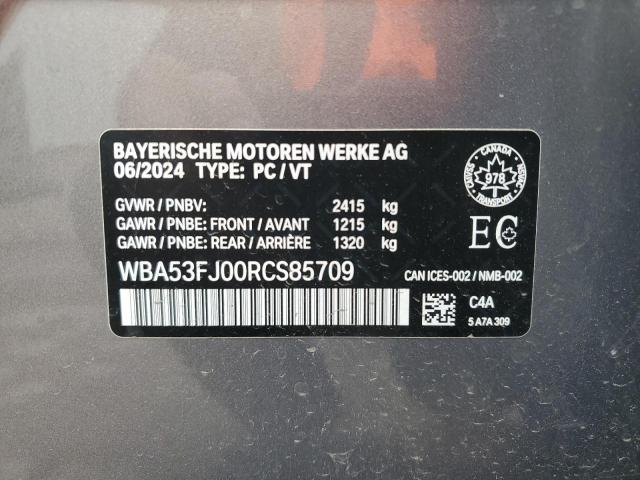 BAYERISCHE MOTOREN WERKE AG
06/2024 TYPE: PC/VT
GVWR/PNBV: 2415 kg
GAWR/PNBE: FRONT/AVANT 1215 kg
GAWR/PNBE: REAR/ARRIÈRE 1320 kg
WBA53FJ00RCS85709
CANADA
CMVSS NSVAC
978
TRANSPORT
EC
CAN ICES-002/NMB-002
C4A
5 A7A 309